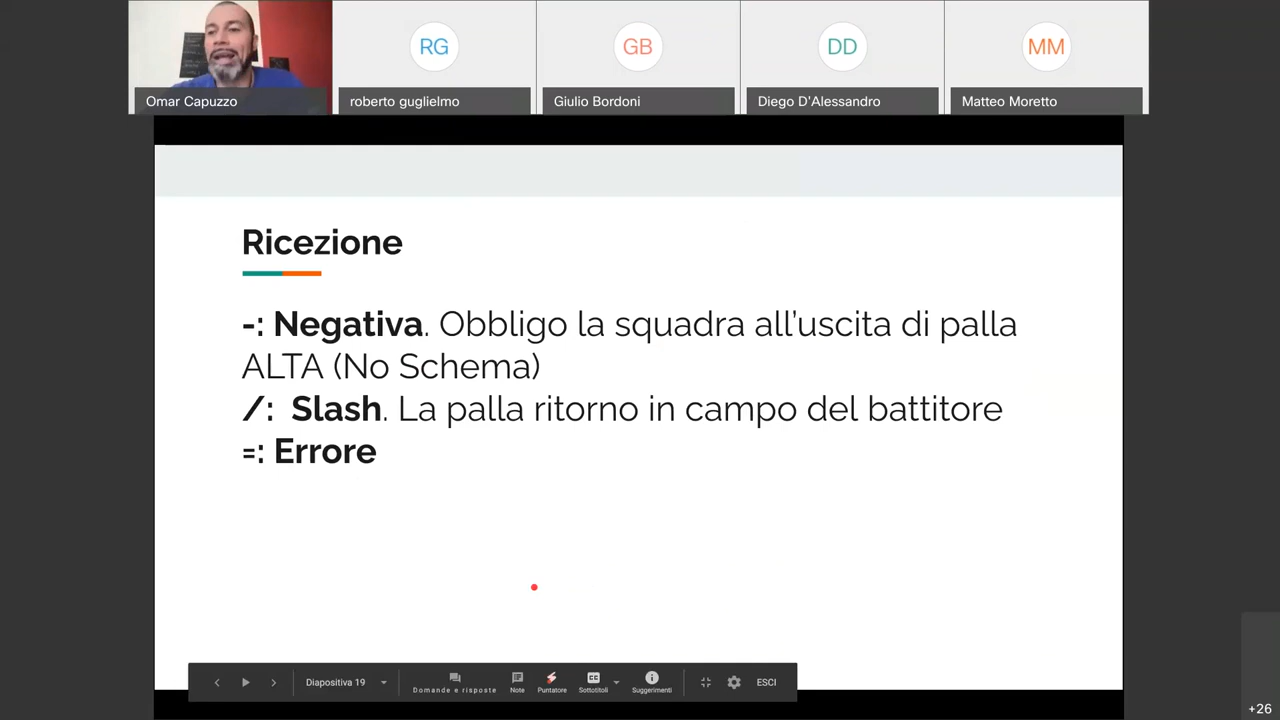 RG
GB
DD
MM
Omar Capuzzo
roberto guglielmo
Giulio Bordoni
Diego D'Alessandro
Matteo Moretto
Ricezione
-: Negativa. Obbligo la squadra all'uscita di palla
ALTA (No Schema)
/: Slash. La palla ritorno in campo del battitore
=: Errore
Diapositiva 19
Domande e risposte
Note
Puntatore
Sottotitoli
Suggerimenti
ESCI
+26